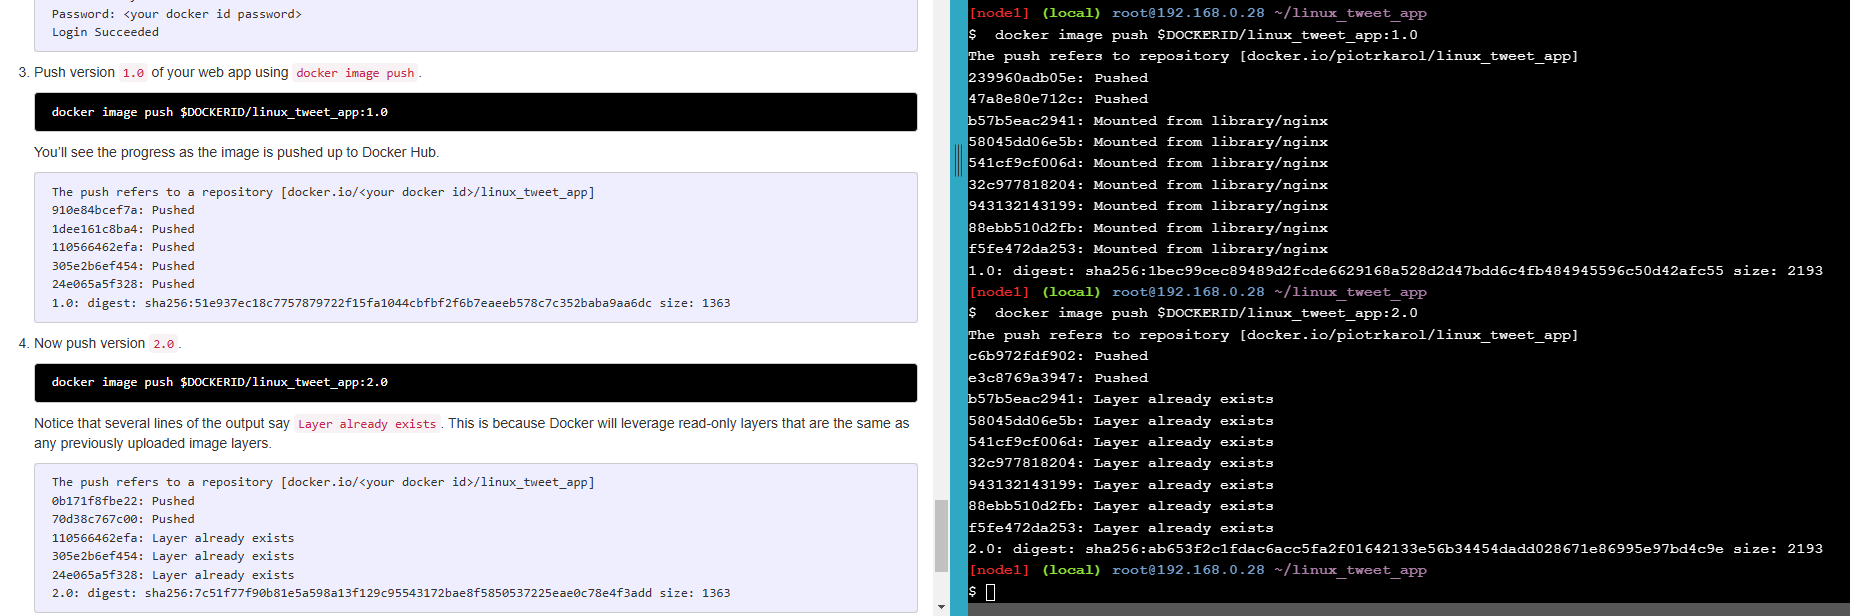 Password: <your docker id password>
Login Succeeded
3. Push version 1.0 of your web app using docker image push.
docker image push $DOCKERID/linux_tweet_app:1.0
You'll see the progress as the image is pushed up to Docker Hub.
The push refers to a repository [docker.io/<your docker id>/linux_tweet_app]
910e84bcef7a: Pushed
1dee161c8ba4: Pushed
110566462efa: Pushed
305e2b6ef454: Pushed
24e065a5f328: Pushed
1.0: digest: sha256:51e937ec18c7757879722f15fa1044cbfbf2f6b7eaeeb578c7c352baba9aa6dc size: 1363
4. Now push version 2.0.
docker image push $DOCKERID/linux_tweet_app:2.0
Notice that several lines of the output say Layer already exists. This is because Docker will leverage read-only layers that are the same as
any previously uploaded image layers.
The push refers to a repository [docker.io/<your docker id>/linux_tweet_app]
0b171f8fbe22: Pushed
70d38c767c00: Pushed
110566462efa: Layer already exists
305e2b6ef454: Layer already exists
24e065a5f328: Layer already exists
2.0: digest: sha256:7c51f77f90b81e5a598a13f129c95543172bae8f5850537225eae0c78e4f3add size: 1363
[node1] (local) root@192.168.0.28 ~/linux_tweet_app
$ docker image push $DOCKERID/linux_tweet_app:1.0
The push refers to repository [docker.io/piotrkarol/linux_tweet_app]
239960adb05e: Pushed
47a8e80e712c: Pushed
b57b5eac2941: Mounted from library/nginx
58045dd06e5b: Mounted from library/nginx
541cf9cf006d: Mounted from library/nginx
32c977818204: Mounted from library/nginx
943132143199: Mounted from library/nginx
88ebb510d2fb: Mounted from library/nginx
f5fe472da253: Mounted from library/nginx
1.0: digest: sha256:1bec99cec89489d2fcde6629168a528d2d47bdd6c4fb484945596c50d42afc55 size: 2193
[node1] (local) root@192.168.0.28 ~/linux_tweet_app
$ docker image push $DOCKERID/linux_tweet_app:2.0
The push refers to repository [docker.io/piotrkarol/linux_tweet_app]
c6b972fdf902: Pushed
e3c8769a3947: Pushed
b57b5eac2941: Layer already exists
58045dd06e5b: Layer already exists
541cf9cf006d: Layer already exists
32c977818204: Layer already exists
943132143199: Layer already exists
88ebb510d2fb: Layer already exists
f5fe472da253: Layer already exists
2.0: digest: sha256:ab653f2c1fdac6acc5fa2f01642133e56b34454dadd028671e86995e97bd4c9e size: 2193
[node1] (local) root@192.168.0.28 ~/linux_tweet_app
$